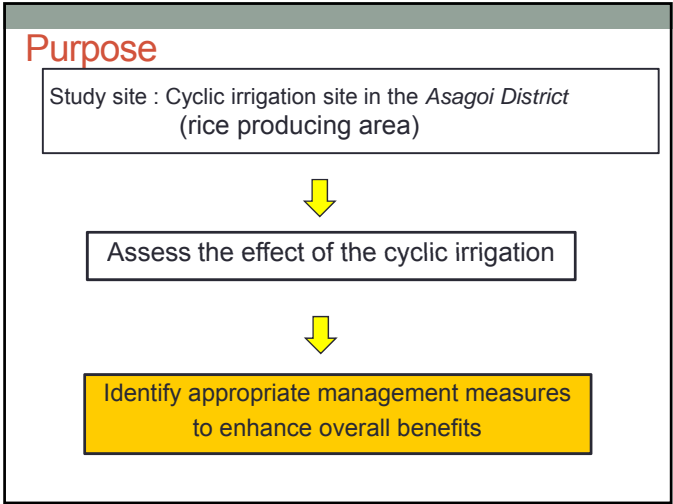 Purpose
Study site : Cyclic irrigation site in the Asagoi District
(rice producing area)
Assess the effect of the cyclic irrigation
Identify appropriate management measures
to enhance overall benefits